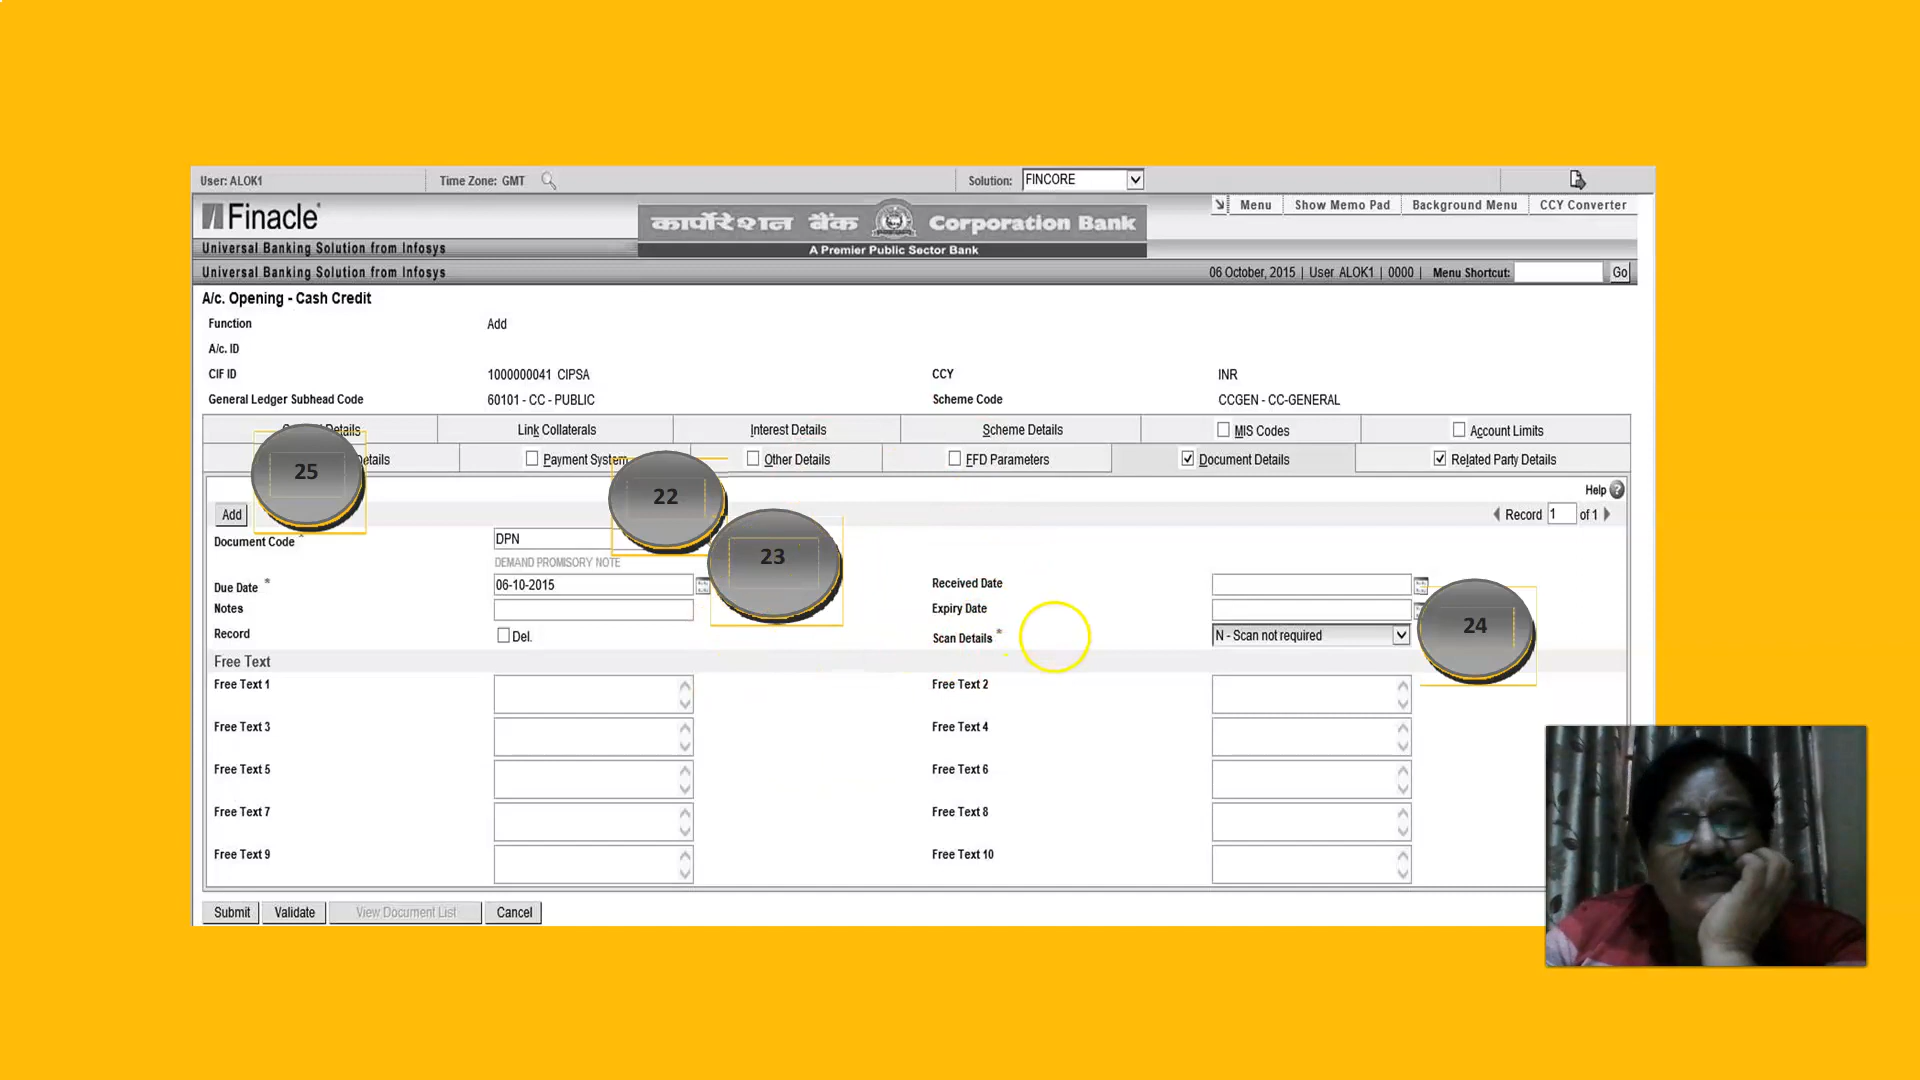 User: ALOK1
Time Zone: GMT
Solution: FINCORE
Finacle
कार्पोरेशन बैंक Corporation Bank
A Premier Public Sector Bank
Menu
Show Memo Pad
Background Menu
CCY Converter
Universal Banking Solution from Infosys
Universal Banking Solution from Infosys
06 October, 2015 | User ALOK1 | 0000 | Menu Shortcut: Go
A/c. Opening - Cash Credit
Function Add
A/c. ID
CIF ID 1000000041 CIPSA CCY INR
General Ledger Subhead Code 60101 - CC - PUBLIC Scheme Code CCGEN - CC-GENERAL
Details Link Collaterals Interest Details Scheme Details MIS Codes Account Limits
etails Payment System Other Details FFD Parameters Document Details Related Party Details
25
22
23
24
Help ?
Add Record 1 of 1
Document Code * DPN
DEMAND PROMISORY NOTE
Due Date * 06-10-2015 Received Date
Notes Expiry Date
Record Del. Scan Details * N - Scan not required
Free Text
Free Text 1 Free Text 2
Free Text 3 Free Text 4
Free Text 5 Free Text 6
Free Text 7 Free Text 8
Free Text 9 Free Text 10
Submit Validate View Document List Cancel